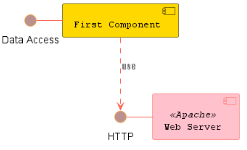 First Component
Data Access
use
HTTP
«Apache»
Web Server